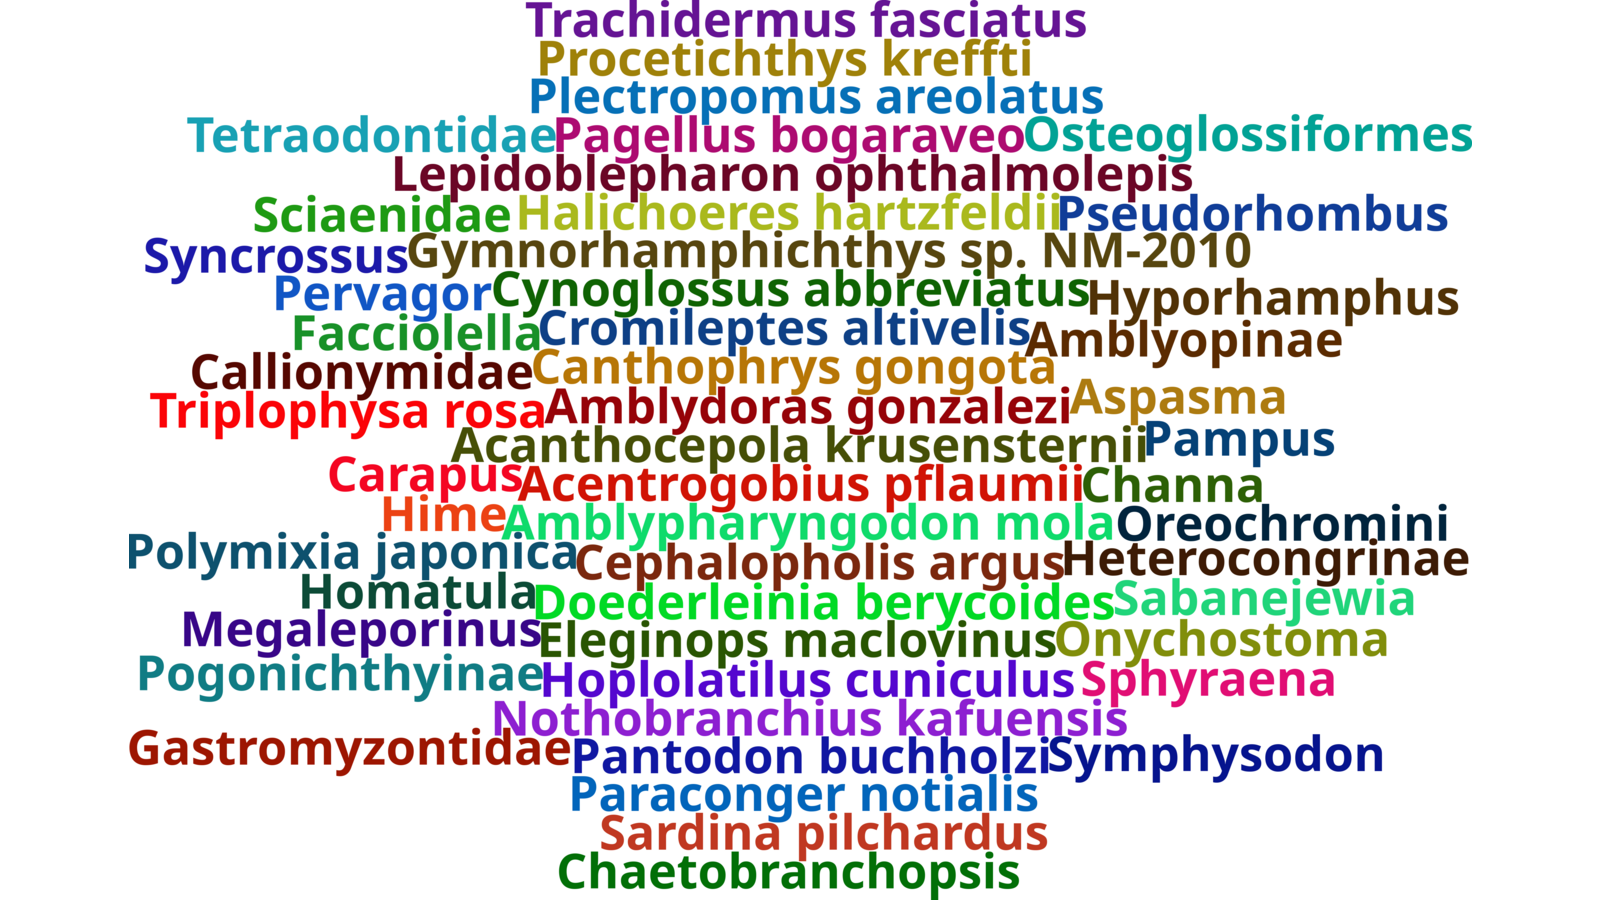 Trachidermus fasciatus
Procetichthys kreffti
Plectropomus areolatus
Tetraodontidae Pagellus bogaraveo Osteoglossiformes
Lepidoblepharon ophthalmolepis
Sciaenidae Halichoeres hartzfeldii Pseudorhombus
Syncrossus Gymnorhamphichthys sp. NM-2010
Pervagor Cynoglossus abbreviatus Hyporhamphus
Facciolella Cromileptes altivelis Amblyopinae
Callionymidae Canthophrys gongota Aspasma
Triplophysa rosa Amblydoras gonzalezi
Acanthocepola krusensternii Pampus
Carapus Acentrogobius pflaumii Channa
Hime Amblypharyngodon mola Oreochromini
Polymixia japonica Cephalopholis argus Heterocongrinae
Homatula Doederleinia berycoides Sabanejewia
Megaleporinus Eleginops maclovinus Onychostoma
Pogonichthyinae Hoplolatilus cuniculus Sphyraena
Nothobranchius kafuensis
Gastromyzontidae Pantodon buchholzi Symphysodon
Paraconger notialis
Sardina pilchardus
Chaetobranchopsis